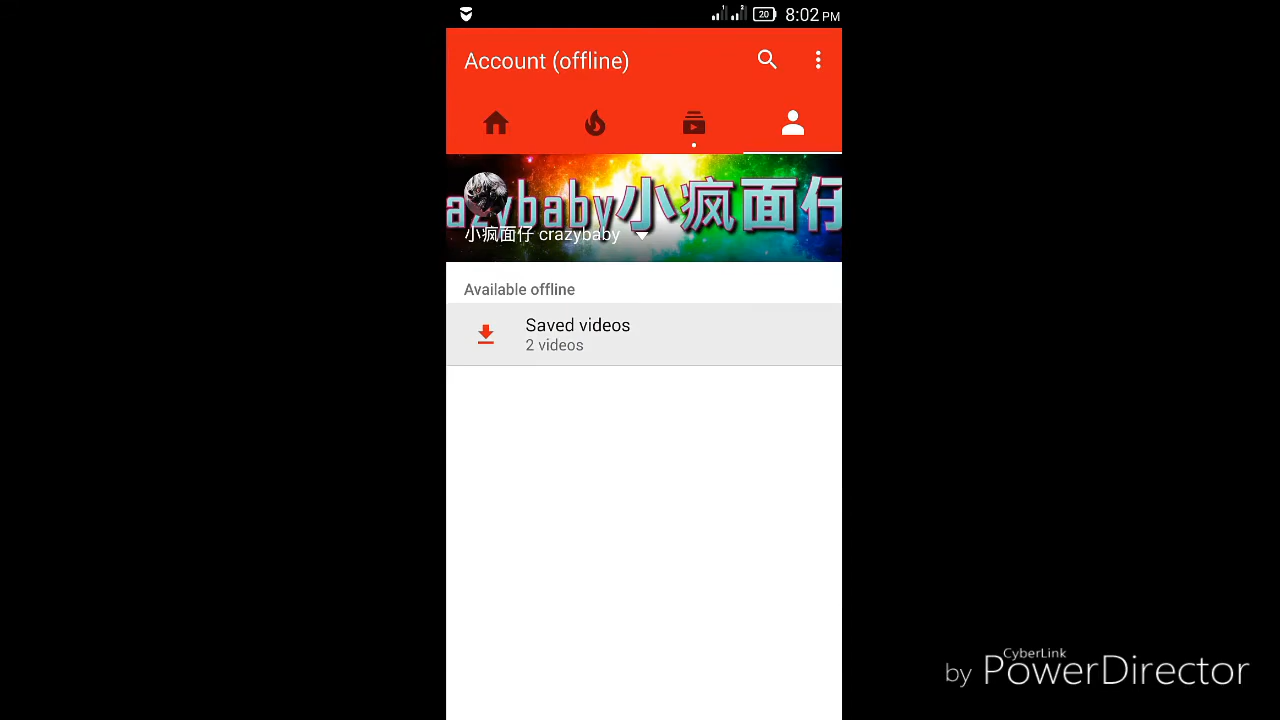 20 8:02 PM
Account (offline)
azybaby小疯面仔
小疯面仔 crazybaby
Available offline
Saved videos
2 videos
CyberLink
by PowerDirector